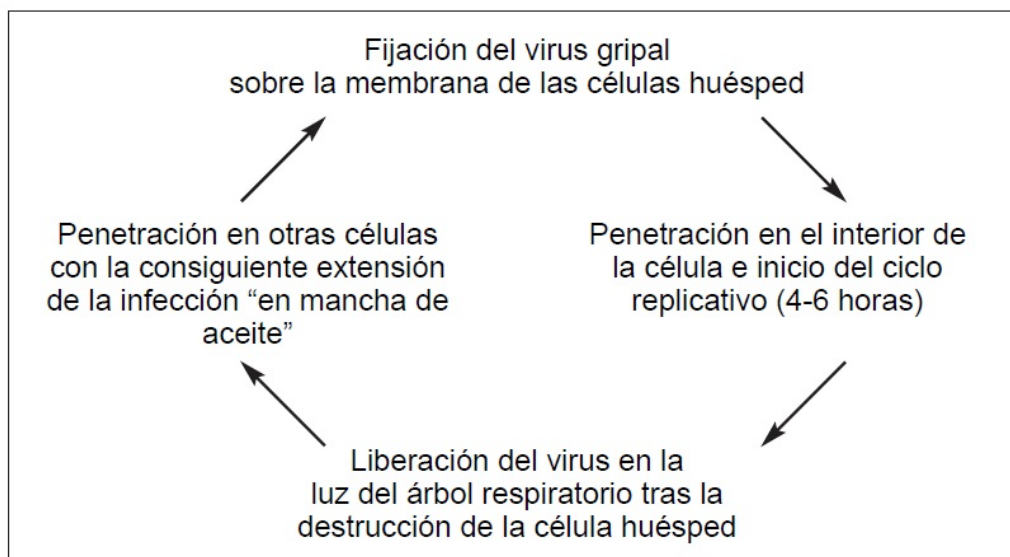 Fijación del virus gripal
sobre la membrana de las células huésped
Penetración en el interior de
la célula e inicio del ciclo
replicativo (4-6 horas)
Liberación del virus en la
luz del árbol respiratorio tras la
destrucción de la célula huésped
Penetración en otras células
con la consiguiente extensión
de la infección “en mancha de
aceite”